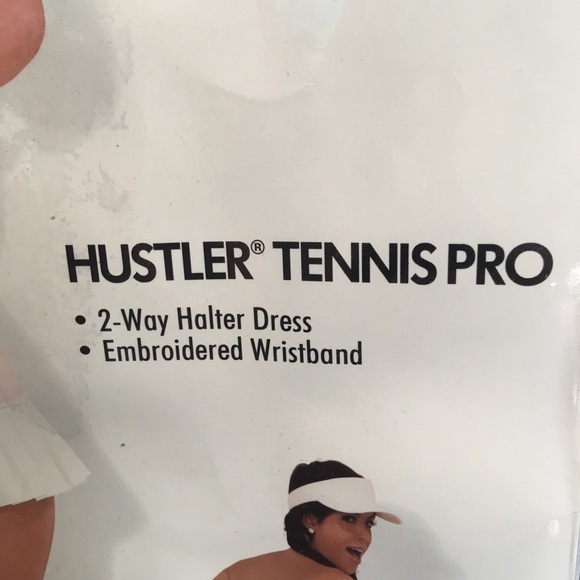 HUSTLER® TENNIS PRO
• 2-Way Halter Dress
• Embroidered Wristband